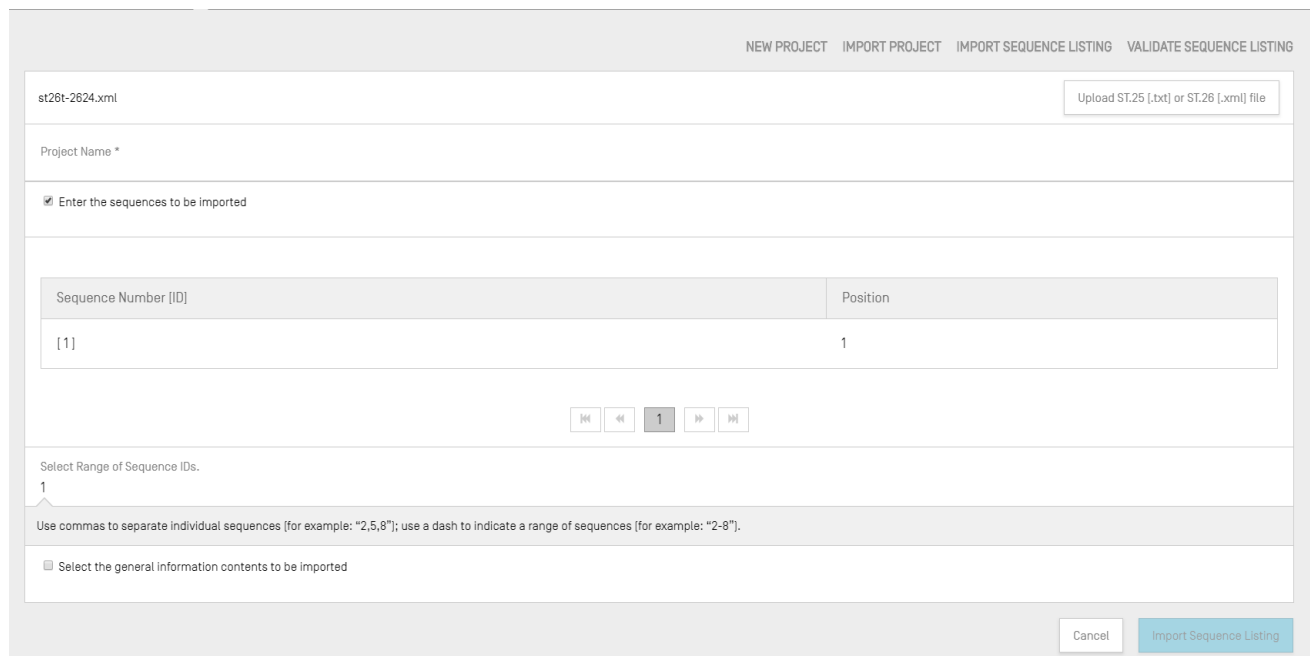 NEW PROJECT IMPORT PROJECT IMPORT SEQUENCE LISTING VALIDATE SEQUENCE LISTING
st26t-2624.xml Upload ST.25 [.txt] or ST.26 [.xml] file
Project Name *
Enter the sequences to be imported
Sequence Number [ID] Position
[ 1 ] 1
1
Select Range of Sequence IDs.
1
Use commas to separate individual sequences [for example: “2,5,8”]; use a dash to indicate a range of sequences [for example: “2-8”].
Select the general information contents to be imported
Cancel Import Sequence Listing